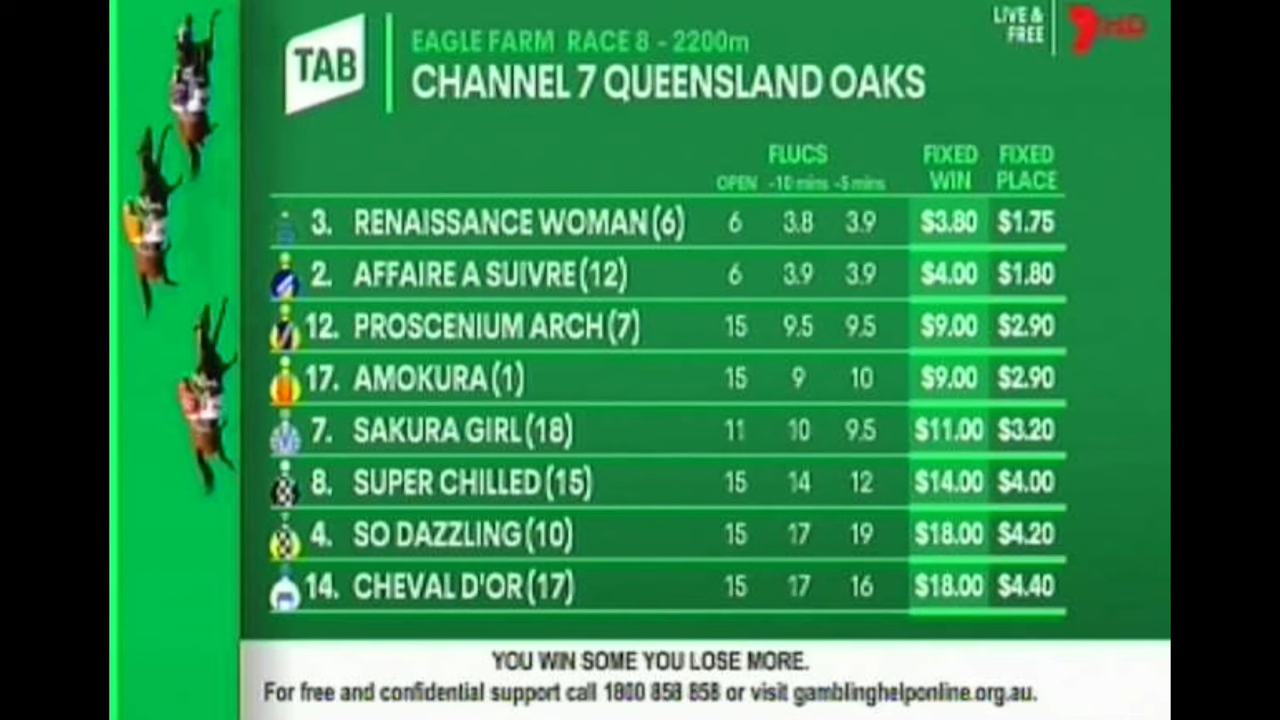 TAB
EAGLE FARM RACE 8 - 2200m
CHANNEL 7 QUEENSLAND OAKS
LIVE & FREE
7HD
FLUCS FIXED WIN FIXED PLACE
OPEN -10 mins -5 mins
3. RENAISSANCE WOMAN (6) 6 3.8 3.9 $3.80 $1.75
2. AFFAIRE A SUIVRE (12) 6 3.9 3.9 $4.00 $1.80
12. PROSCENIUM ARCH (7) 15 9.5 9.5 $9.00 $2.90
17. AMOKURA (1) 15 9 10 $9.00 $2.90
7. SAKURA GIRL (18) 11 10 9.5 $11.00 $3.20
8. SUPER CHILLED (15) 15 14 12 $14.00 $4.00
4. SO DAZZLING (10) 15 17 19 $18.00 $4.20
14. CHEVAL D'OR (17) 15 17 16 $18.00 $4.40
YOU WIN SOME YOU LOSE MORE.
For free and confidential support call 1800 858 858 or visit gamblinghelponline.org.au.